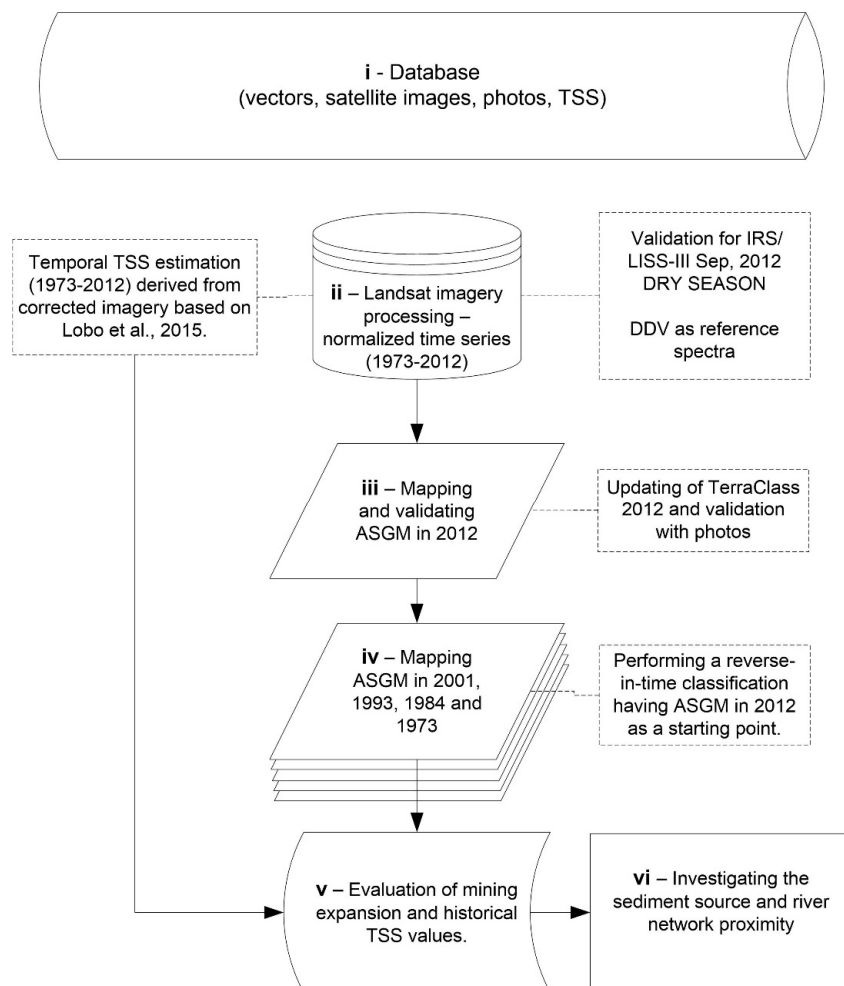 i - Database
(vectors, satellite images, photos, TSS)
Temporal TSS estimation
(1973-2012) derived from
corrected imagery based on
Lobo et al., 2015.
ii – Landsat imagery
processing –
normalized time series
(1973-2012)
Validation for IRS/
LISS-III Sep, 2012
DRY SEASON
DDV as reference
spectra
iii – Mapping
and validating
ASGM in 2012
Updating of TerraClass
2012 and validation
with photos
iv – Mapping
ASGM in 2001,
1993, 1984 and
1973
Performing a reverse-
in-time classification
having ASGM in 2012
as a starting point.
v – Evaluation of mining
expansion and historical
TSS values.
vi – Investigating the
sediment source and river
network proximity